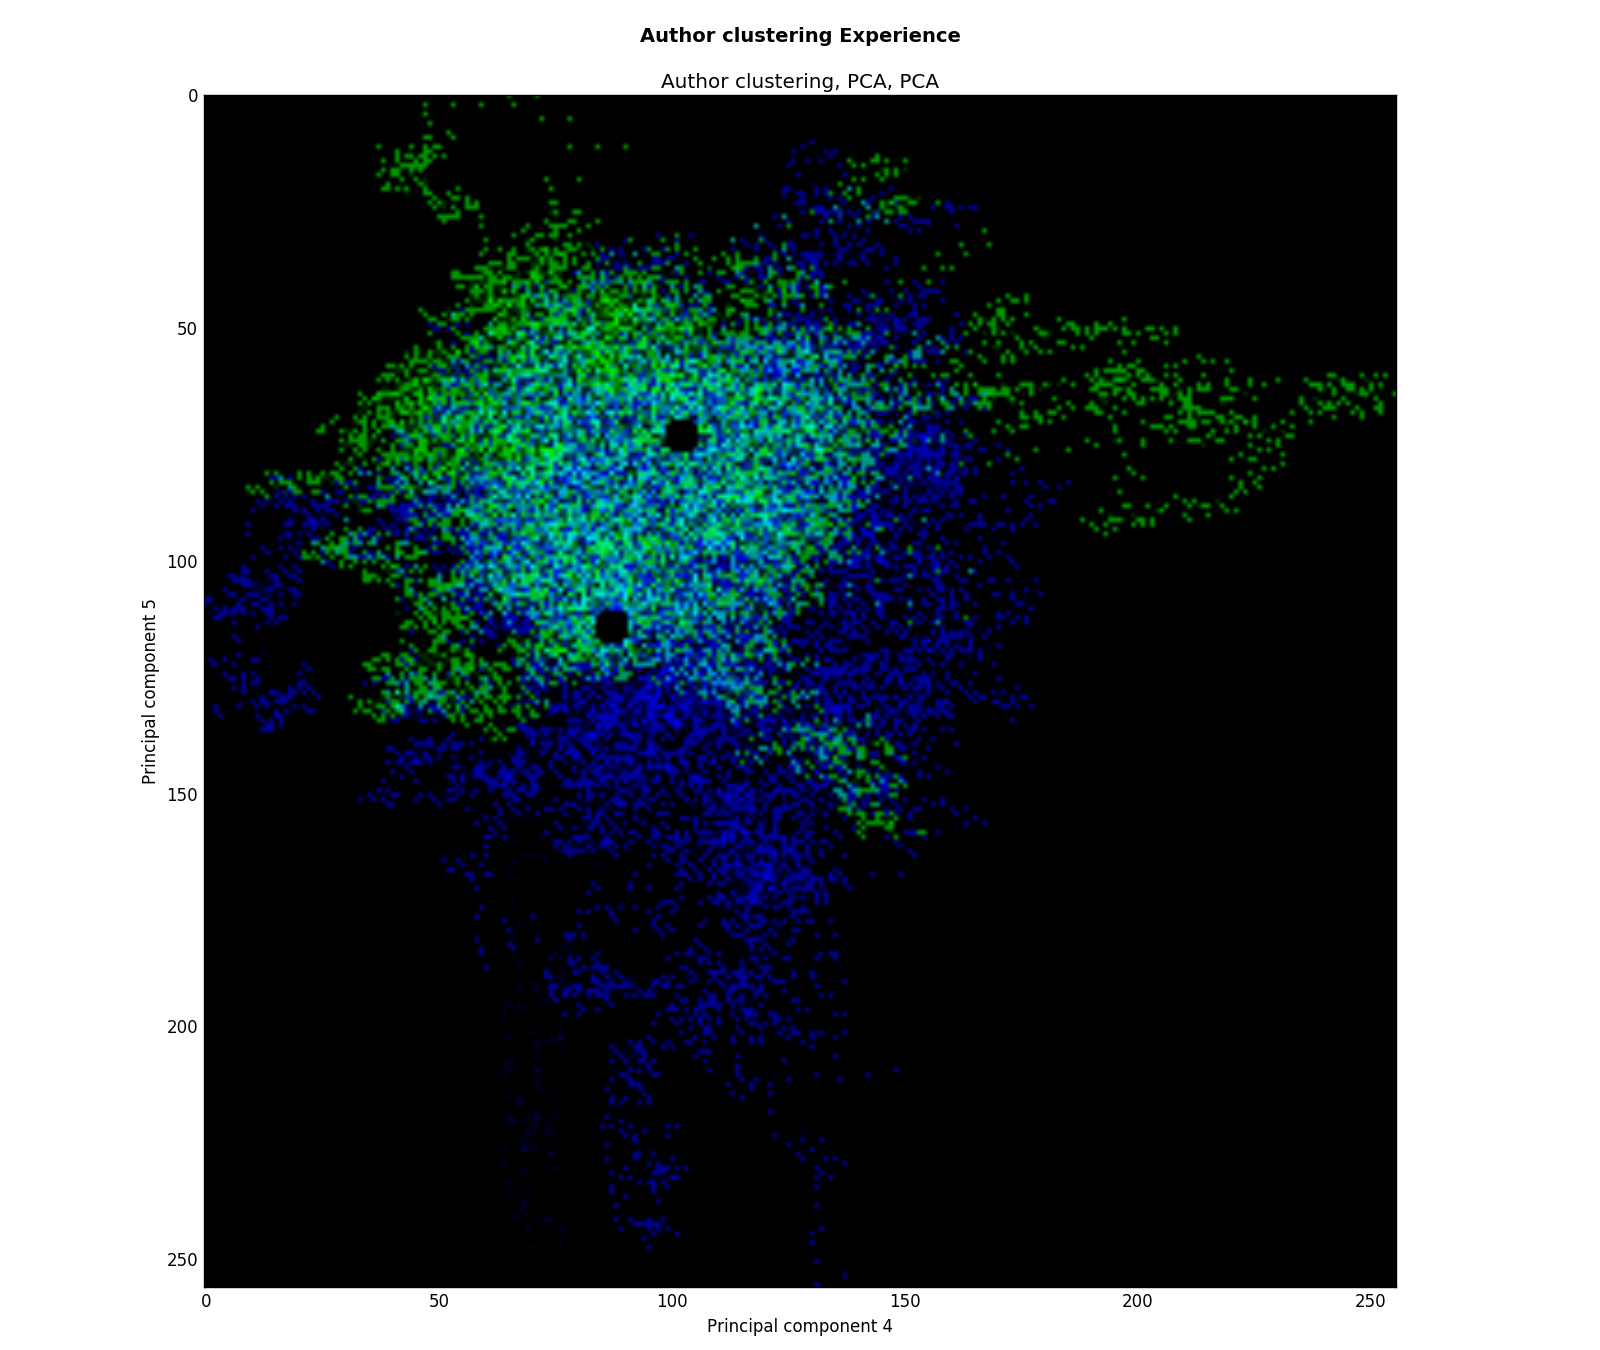 Author clustering Experience
Author clustering, PCA, PCA
0
50
100
150
200
250
Principal component 5
0 50 100 150 200 250
Principal component 4